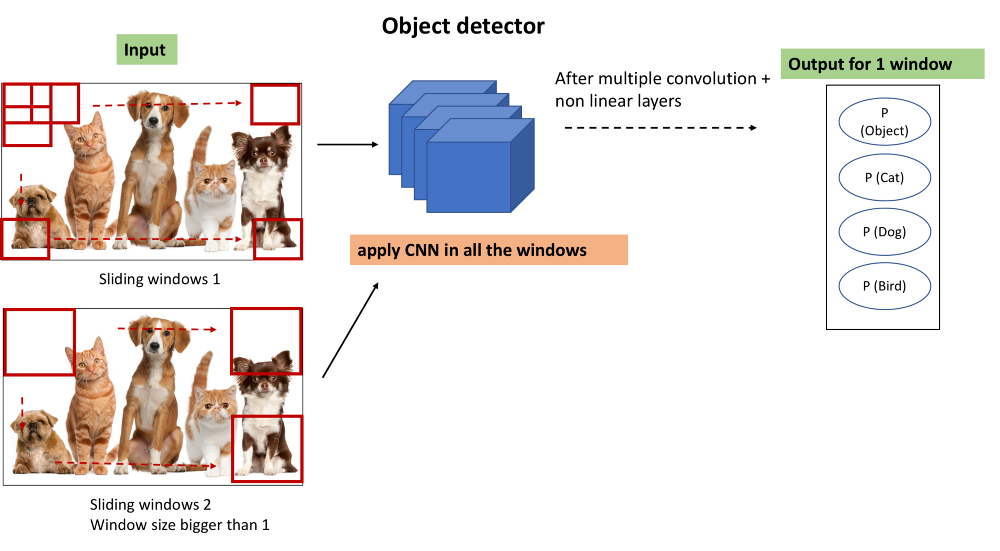 Object detector
Input
After multiple convolution +
non linear layers
Output for 1 window
P
(Object)
P (Cat)
P (Dog)
P (Bird)
apply CNN in all the windows
Sliding windows 1
Sliding windows 2
Window size bigger than 1